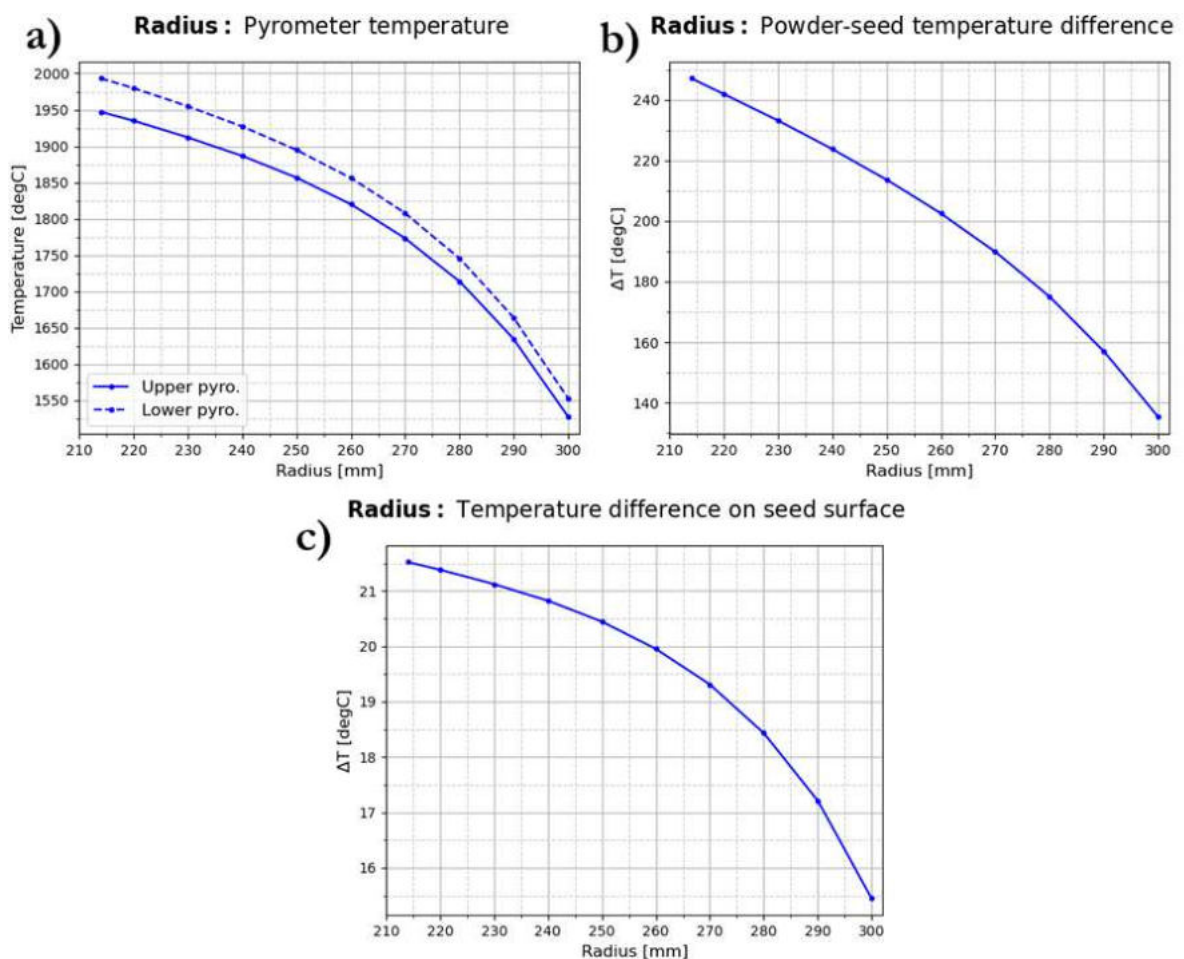 a)
Radius: Pyrometer temperature
Temperature [degC]
2000
1950
1900
1850
1800
1750
1700
1650
1600
1550
Upper pyro.
Lower pyro.
210 220 230 240 250 260 270 280 290 300
Radius [mm]
b)
Radius: Powder-seed temperature difference
ΔT [degC]
240
220
200
180
160
140
210 220 230 240 250 260 270 280 290 300
Radius [mm]
c)
Radius: Temperature difference on seed surface
ΔT [degC]
21
20
19
18
17
16
210 220 230 240 250 260 270 280 290 300
Radius [mm]